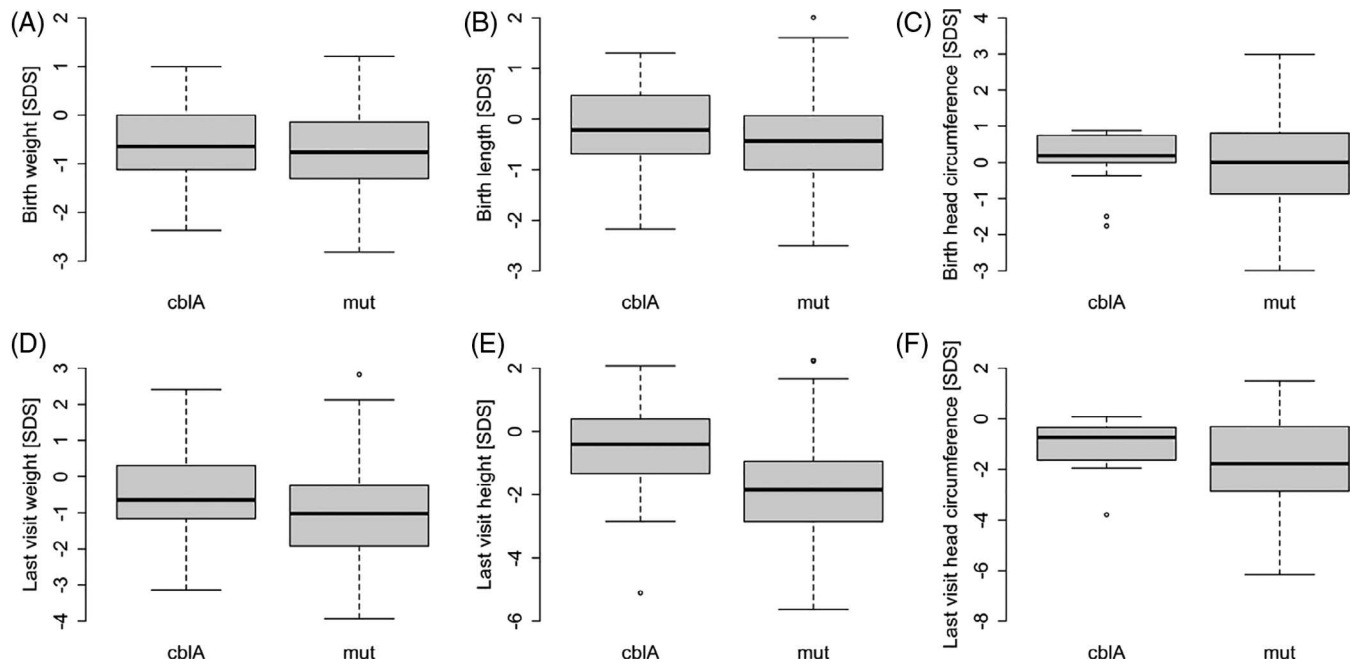 (A)
Birth weight [SDS]
2
1
0
-1
-2
-3
cblA
mut
(B)
Birth length [SDS]
2
1
0
-1
-2
-3
cblA
mut
(C)
Birth head circumference [SDS]
4
3
2
1
0
-1
-2
-3
cblA
mut
(D)
Last visit weight [SDS]
3
2
1
0
-1
-2
-3
-4
cblA
mut
(E)
Last visit height [SDS]
2
0
-2
-4
-6
cblA
mut
(F)
Last visit head circumference [SDS]
2
0
-2
-4
-6
-8
cblA
mut